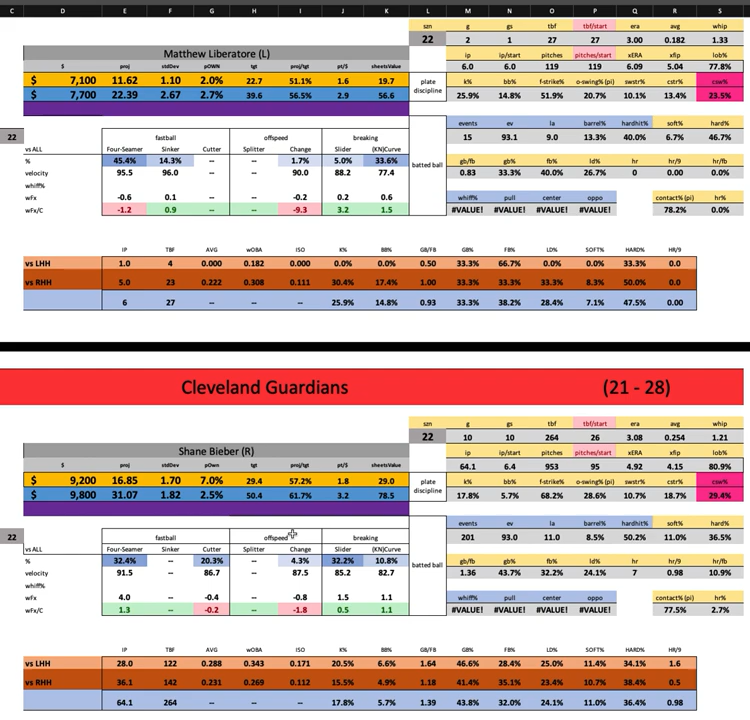 C D E F G H I J K L M N O P Q R S
szn g gs tbf tbf/start era avg whip
22 2 1 27 27 3.00 0.182 1.33
Matthew Liberatore (L) ip ip/start pitches pitches/start xERA xfip lob%
6.0 6.0 119 119 6.09 5.04 77.8%
$ proj stdDev pOWN tgt proj/tgt pt/$ sheetsValue
$ 7,100 11.62 1.10 2.0% 22.7 51.1% 1.6 19.7 plate discipline k% bb% f-strike% o-swing% (pi) swstr% cstr% csw%
$ 7,700 22.39 2.67 2.7% 39.6 56.5% 2.9 56.6 25.9% 14.8% 51.9% 20.7% 10.1% 13.4% 23.5%
events ev la barrel% hardhit% soft% hard%
22 fastball offspeed breaking 15 93.1 9.0 13.3% 40.0% 6.7% 46.7%
vs ALL Four-Seamer Sinker Cutter Splitter Change Slider (KN)Curve
% 45.4% 14.3% -- -- 1.7% 5.0% 33.6% batted ball gb/fb gb% fb% ld% hr hr/9 hr/fb
velocity 95.5 96.0 -- -- 90.0 88.2 77.4 0.83 33.3% 40.0% 26.7% 0 0.00 0.0%
whiff%
wFx -0.6 0.1 -- -- -0.2 0.2 0.6 whiff% pull center oppo contact% (pi) hr%
wFx/C -1.2 0.9 -- -- -9.3 3.2 1.5 #VALUE! #VALUE! #VALUE! #VALUE! 78.2% 0.0%
IP TBF AVG wOBA ISO K% BB% GB/FB GB% FB% LD% SOFT% HARD% HR/9
vs LHH 1.0 4 0.000 0.182 0.000 0.0% 0.0% 0.50 33.3% 66.7% 0.0% 0.0% 33.3% 0.0
vs RHH 5.0 23 0.222 0.308 0.111 30.4% 17.4% 1.00 33.3% 33.3% 33.3% 8.3% 50.0% 0.0
6 27 -- -- -- 25.9% 14.8% 0.93 33.3% 38.2% 28.4% 7.1% 47.5% 0.00
Cleveland Guardians (21 - 28)
szn g gs tbf tbf/start era avg whip
22 10 10 264 26 3.08 0.254 1.21
Shane Bieber (R) ip ip/start pitches pitches/start xERA xfip lob%
64.1 6.4 953 95 4.92 4.15 80.9%
$ proj stdDev pOwn tgt proj/tgt pt/$ sheetsValue
$ 9,200 16.85 1.70 7.0% 29.4 57.2% 1.8 29.0 plate discipline k% bb% f-strike% o-swing% (pi) swstr% cstr% csw%
$ 9,800 31.07 1.82 2.5% 50.4 61.7% 3.2 78.5 17.8% 5.7% 68.2% 28.6% 10.7% 18.7% 29.4%
events ev la barrel% hardhit% soft% hard%
22 fastball offspeed breaking 201 93.0 11.0 8.5% 50.2% 11.0% 36.5%
vs ALL Four-Seamer Sinker Cutter Splitter Change Slider (KN)Curve
% 32.4% -- 20.3% -- 4.3% 32.2% 10.8% batted ball gb/fb gb% fb% ld% hr hr/9 hr/fb
velocity 91.5 -- 86.7 -- 87.5 85.2 82.7 1.36 43.7% 32.2% 24.1% 7 0.98 10.9%
whiff%
wFx 4.0 -- -0.4 -- -0.8 1.5 1.1 whiff% pull center oppo contact% (pi) hr%
wFx/C 1.3 -- -0.2 -- -1.8 0.5 1.1 #VALUE! #VALUE! #VALUE! #VALUE! 77.5% 2.7%
IP TBF AVG wOBA ISO K% BB% GB/FB GB% FB% LD% SOFT% HARD% HR/9
vs LHH 28.0 122 0.288 0.343 0.171 20.5% 6.6% 1.64 46.6% 28.4% 25.0% 11.4% 34.1% 1.6
vs RHH 36.1 142 0.231 0.269 0.112 15.5% 4.9% 1.18 41.4% 35.1% 23.4% 10.7% 38.4% 0.5
64.1 264 -- -- -- 17.8% 5.7% 1.39 43.8% 32.0% 24.1% 11.0% 36.4% 0.98